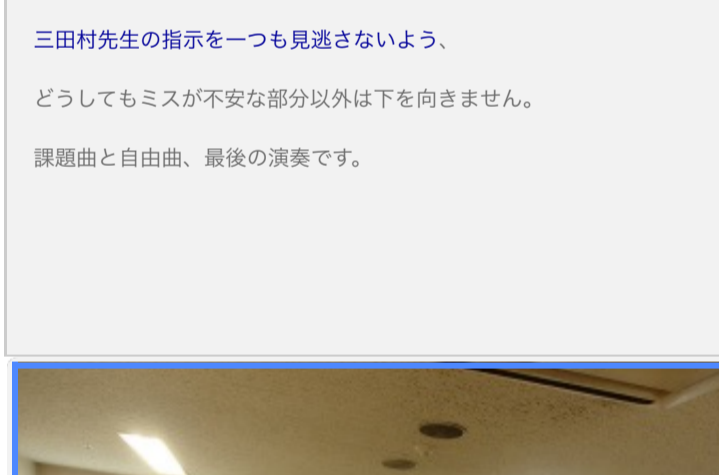 三田村先生の指示を一つも見逃さないよう、
どうしてもミスが不安な部分以外は下を向きません。
課題曲と自由曲、最後の演奏です。